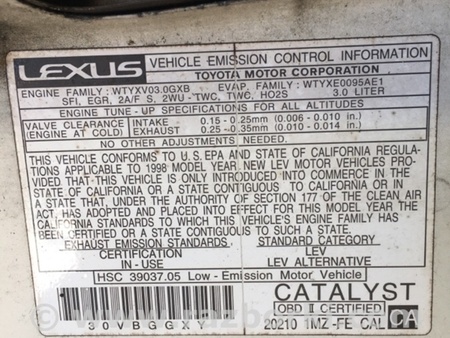 LEXUS VEHICLE EMISSION CONTROL INFORMATION
TOYOTA MOTOR CORPORATION
ENGINE FAMILY : WTYXV03.0GXB EVAP. FAMILY : WTYXE0095AE1
SFI, EGR, 2A/F S, 2WU - TWC, TWC, HO2S 3.0 LITER
ENGINE TUNE - UP SPECIFICATIONS FOR ALL ALTITUDES
VALVE CLEARANCE INTAKE 0.15 - 0.25mm (0.006 - 0.010 in.)
(ENGINE AT COLD) EXHAUST 0.25 - 0.35mm (0.010 - 0.014 in.)
NO OTHER ADJUSTMENTS NEEDED.
THIS VEHICLE CONFORMS TO U.S. EPA AND STATE OF CALIFORNIA REGULA-
TIONS APPLICABLE TO 1998 MODEL YEAR NEW LEV MOTOR VEHICLES PRO-
VIDED THAT THIS VEHICLE IS ONLY INTRODUCED INTO COMMERCE IN THE
STATE OF CALIFORNIA OR A STATE CONTIGUOUS TO CALIFORNIA OR IN
A STATE THAT, UNDER THE AUTHORITY OF SECTION 177 OF THE CLEAN AIR
ACT, HAS ADOPTED AND PLACED INTO EFFECT FOR THIS MODEL YEAR THE
CALIFORNIA STANDARDS TO WHICH THIS VEHICLE'S ENGINE FAMILY HAS
BEEN CERTIFIED OR A STATE CONTIGUOUS TO SUCH A STATE.
EXHAUST EMISSION STANDARDS STANDARD CATEGORY
CERTIFICATION LEV
IN - USE LEV ALTERNATIVE
HSC 39037.05 Low - Emission Motor Vehicle
CATALYST
OBD II CERTIFIED
30VBGGXY 20210 1MZ-FE CAL CA